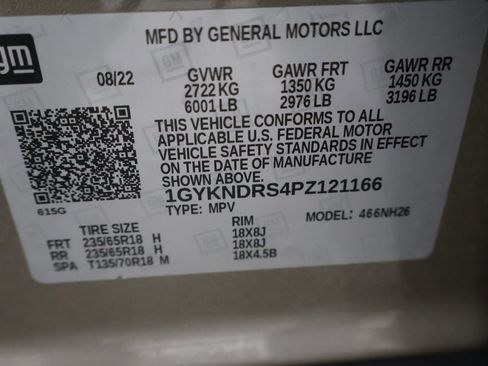 gm
MFD BY GENERAL MOTORS LLC
08/22 GVWR GAWR FRT GAWR RR
2722 KG 1350 KG 1450 KG
6001 LB 2976 LB 3196 LB
THIS VEHICLE CONFORMS TO ALL
APPLICABLE U.S. FEDERAL MOTOR
VEHICLE SAFETY STANDARDS IN EFFECT
ON THE DATE OF MANUFACTURE
SHOWN ABOVE.
1GYKNDRS4PZ121166
615G
TYPE: MPV MODEL: 466NH26
TIRE SIZE RIM
FRT 235/65R18 H 18X8J
RR 235/65R18 H 18X8J
SPA T135/70R18 M 18X4.5B